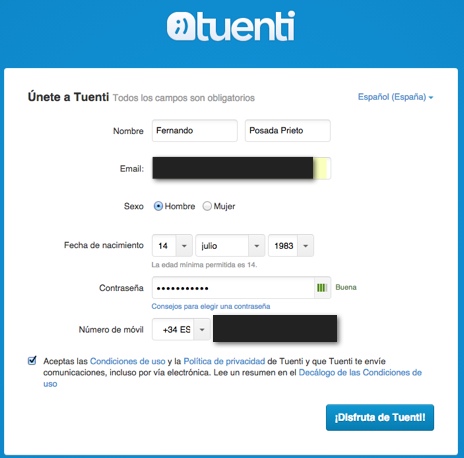 tuenti
Únete a Tuenti Todos los campos son obligatorios Español (España)
Nombre Fernando Posada Prieto
Email:
Sexo Hombre Mujer
Fecha de nacimiento 14 julio 1983
La edad mínima permitida es 14.
Contraseña ••••••••••• Buena
Consejos para elegir una contraseña
Número de móvil +34 ES
Aceptas las Condiciones de uso y la Política de privacidad de Tuenti y que Tuenti te envíe
comunicaciones, incluso por vía electrónica. Lee un resumen en el Decálogo de las Condiciones de
uso
¡Disfruta de Tuenti!